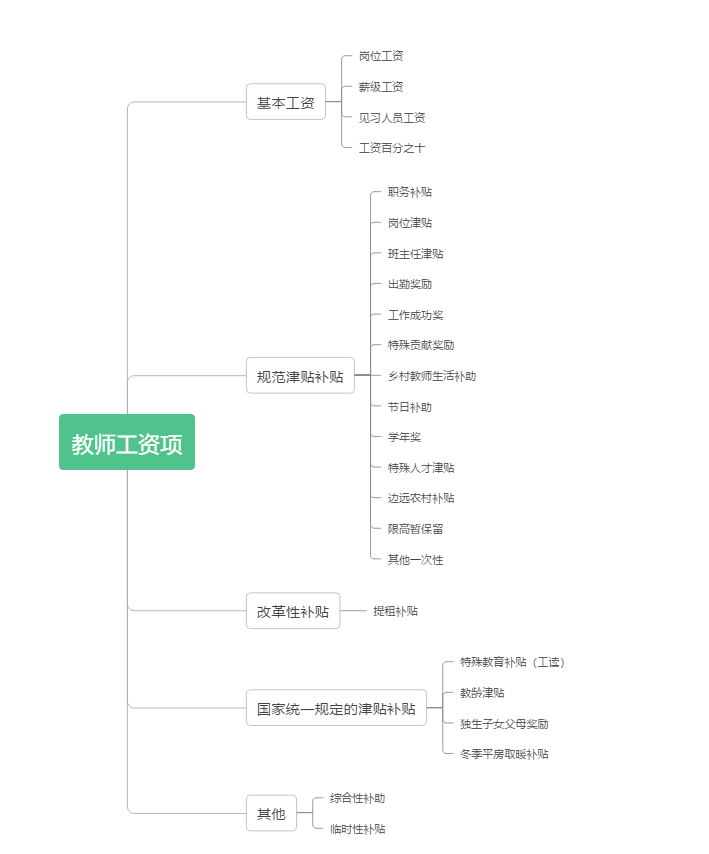 教师工资项
基本工资
岗位工资
薪级工资
见习人员工资
工资百分之十
规范津贴补贴
职务补贴
岗位津贴
班主任津贴
出勤奖励
工作成功奖
特殊贡献奖励
乡村教师生活补助
节日补助
学年奖
特殊人才津贴
边远农村补贴
限高暂保留
其他一次性
改革性补贴
提租补贴
国家统一规定的津贴补贴
特殊教育补贴（工读）
教龄津贴
独生子女父母奖励
冬季平房取暖补贴
其他
综合性补助
临时性补贴